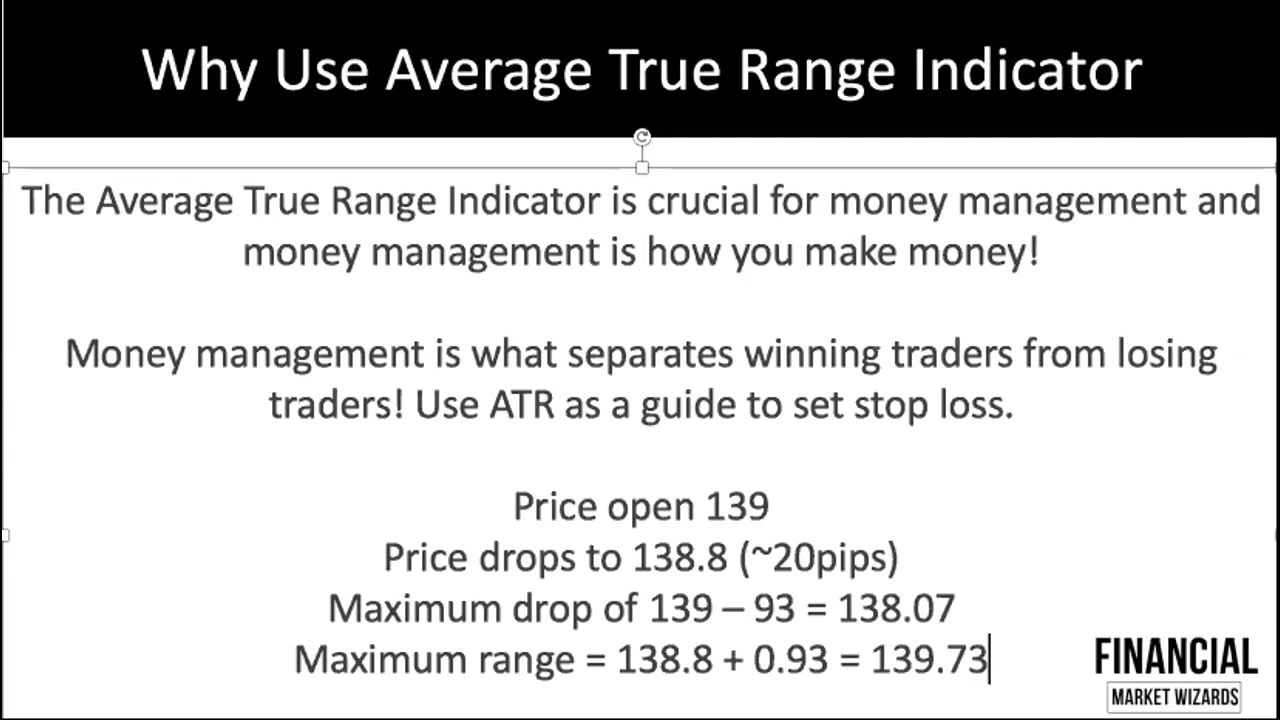 Why Use Average True Range Indicator
The Average True Range Indicator is crucial for money management and
money management is how you make money!
Money management is what separates winning traders from losing
traders! Use ATR as a guide to set stop loss.
Price open 139
Price drops to 138.8 (~20pips)
Maximum drop of 139 – 93 = 138.07
Maximum range = 138.8 + 0.93 = 139.73
FINANCIAL
MARKET WIZARDS